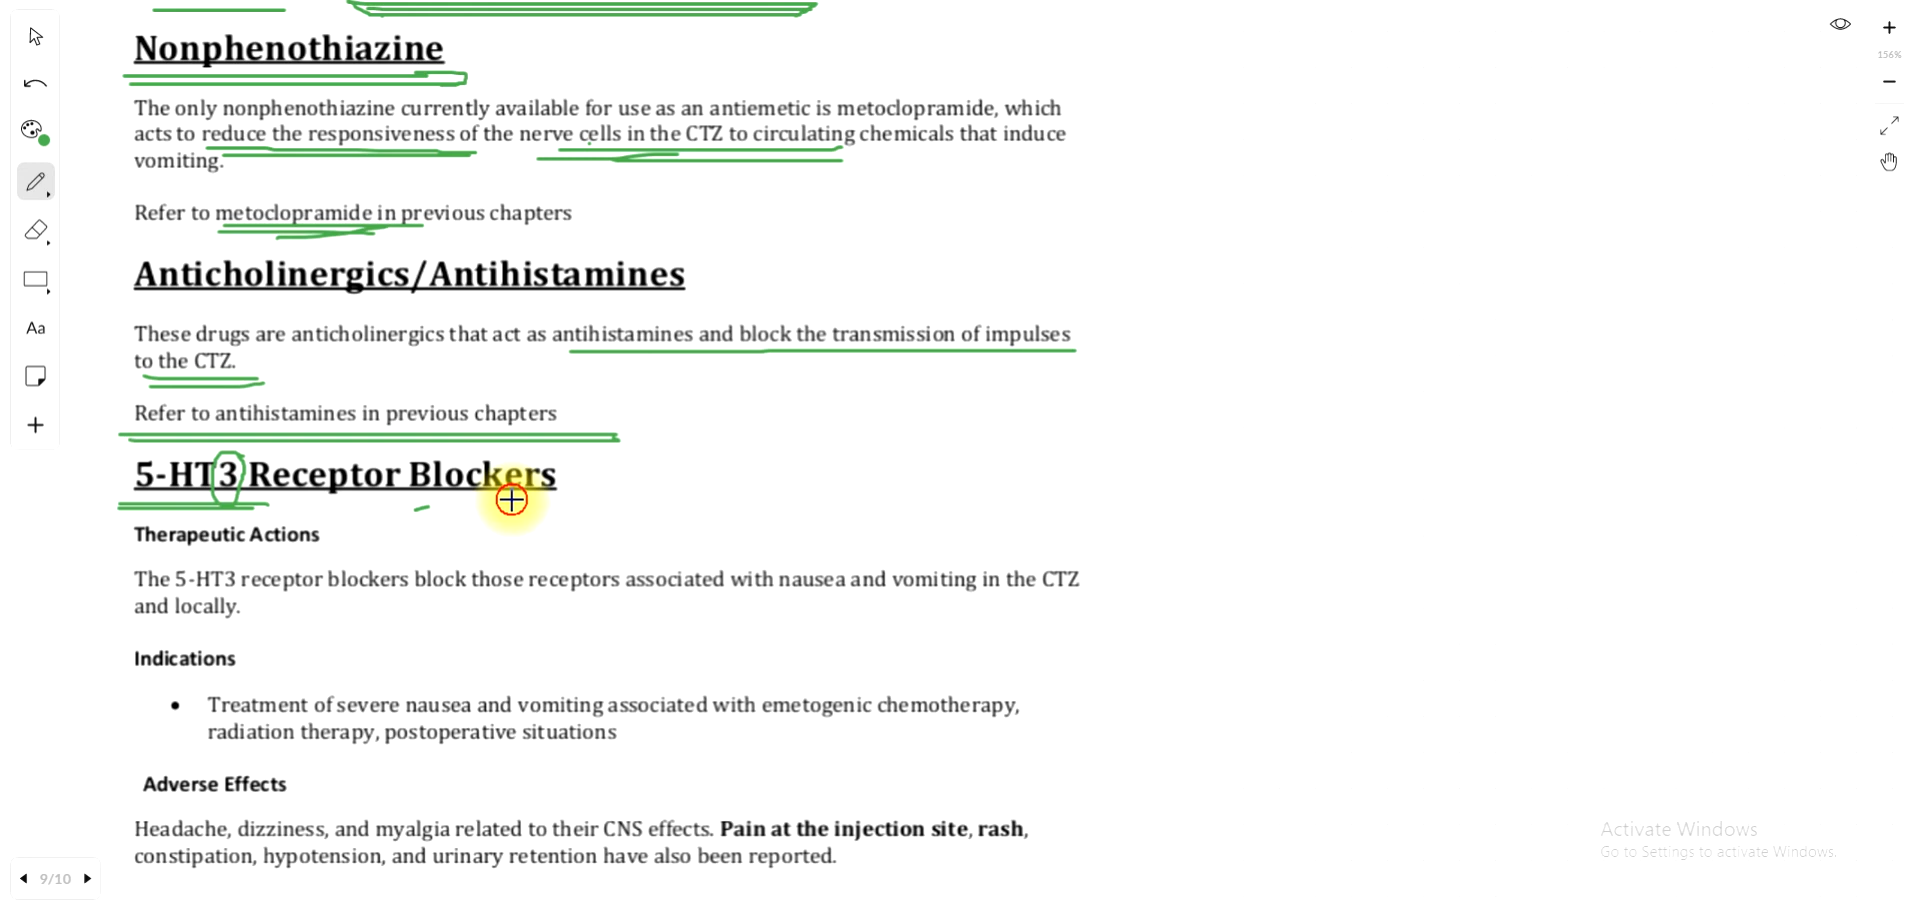 Nonphenothiazine
The only nonphenothiazine currently available for use as an antiemetic is metoclopramide, which
acts to reduce the responsiveness of the nerve cells in the CTZ to circulating chemicals that induce
vomiting.
Refer to metoclopramide in previous chapters
Anticholinergics/Antihistamines
These drugs are anticholinergics that act as antihistamines and block the transmission of impulses
to the CTZ.
Refer to antihistamines in previous chapters
5-HT3 Receptor Blockers
Therapeutic Actions
The 5-HT3 receptor blockers block those receptors associated with nausea and vomiting in the CTZ
and locally.
Indications
• Treatment of severe nausea and vomiting associated with emetogenic chemotherapy,
radiation therapy, postoperative situations
Adverse Effects
Headache, dizziness, and myalgia related to their CNS effects. Pain at the injection site, rash,
constipation, hypotension, and urinary retention have also been reported.
Aa
9/10
156%
Activate Windows
Go to Settings to activate Windows.